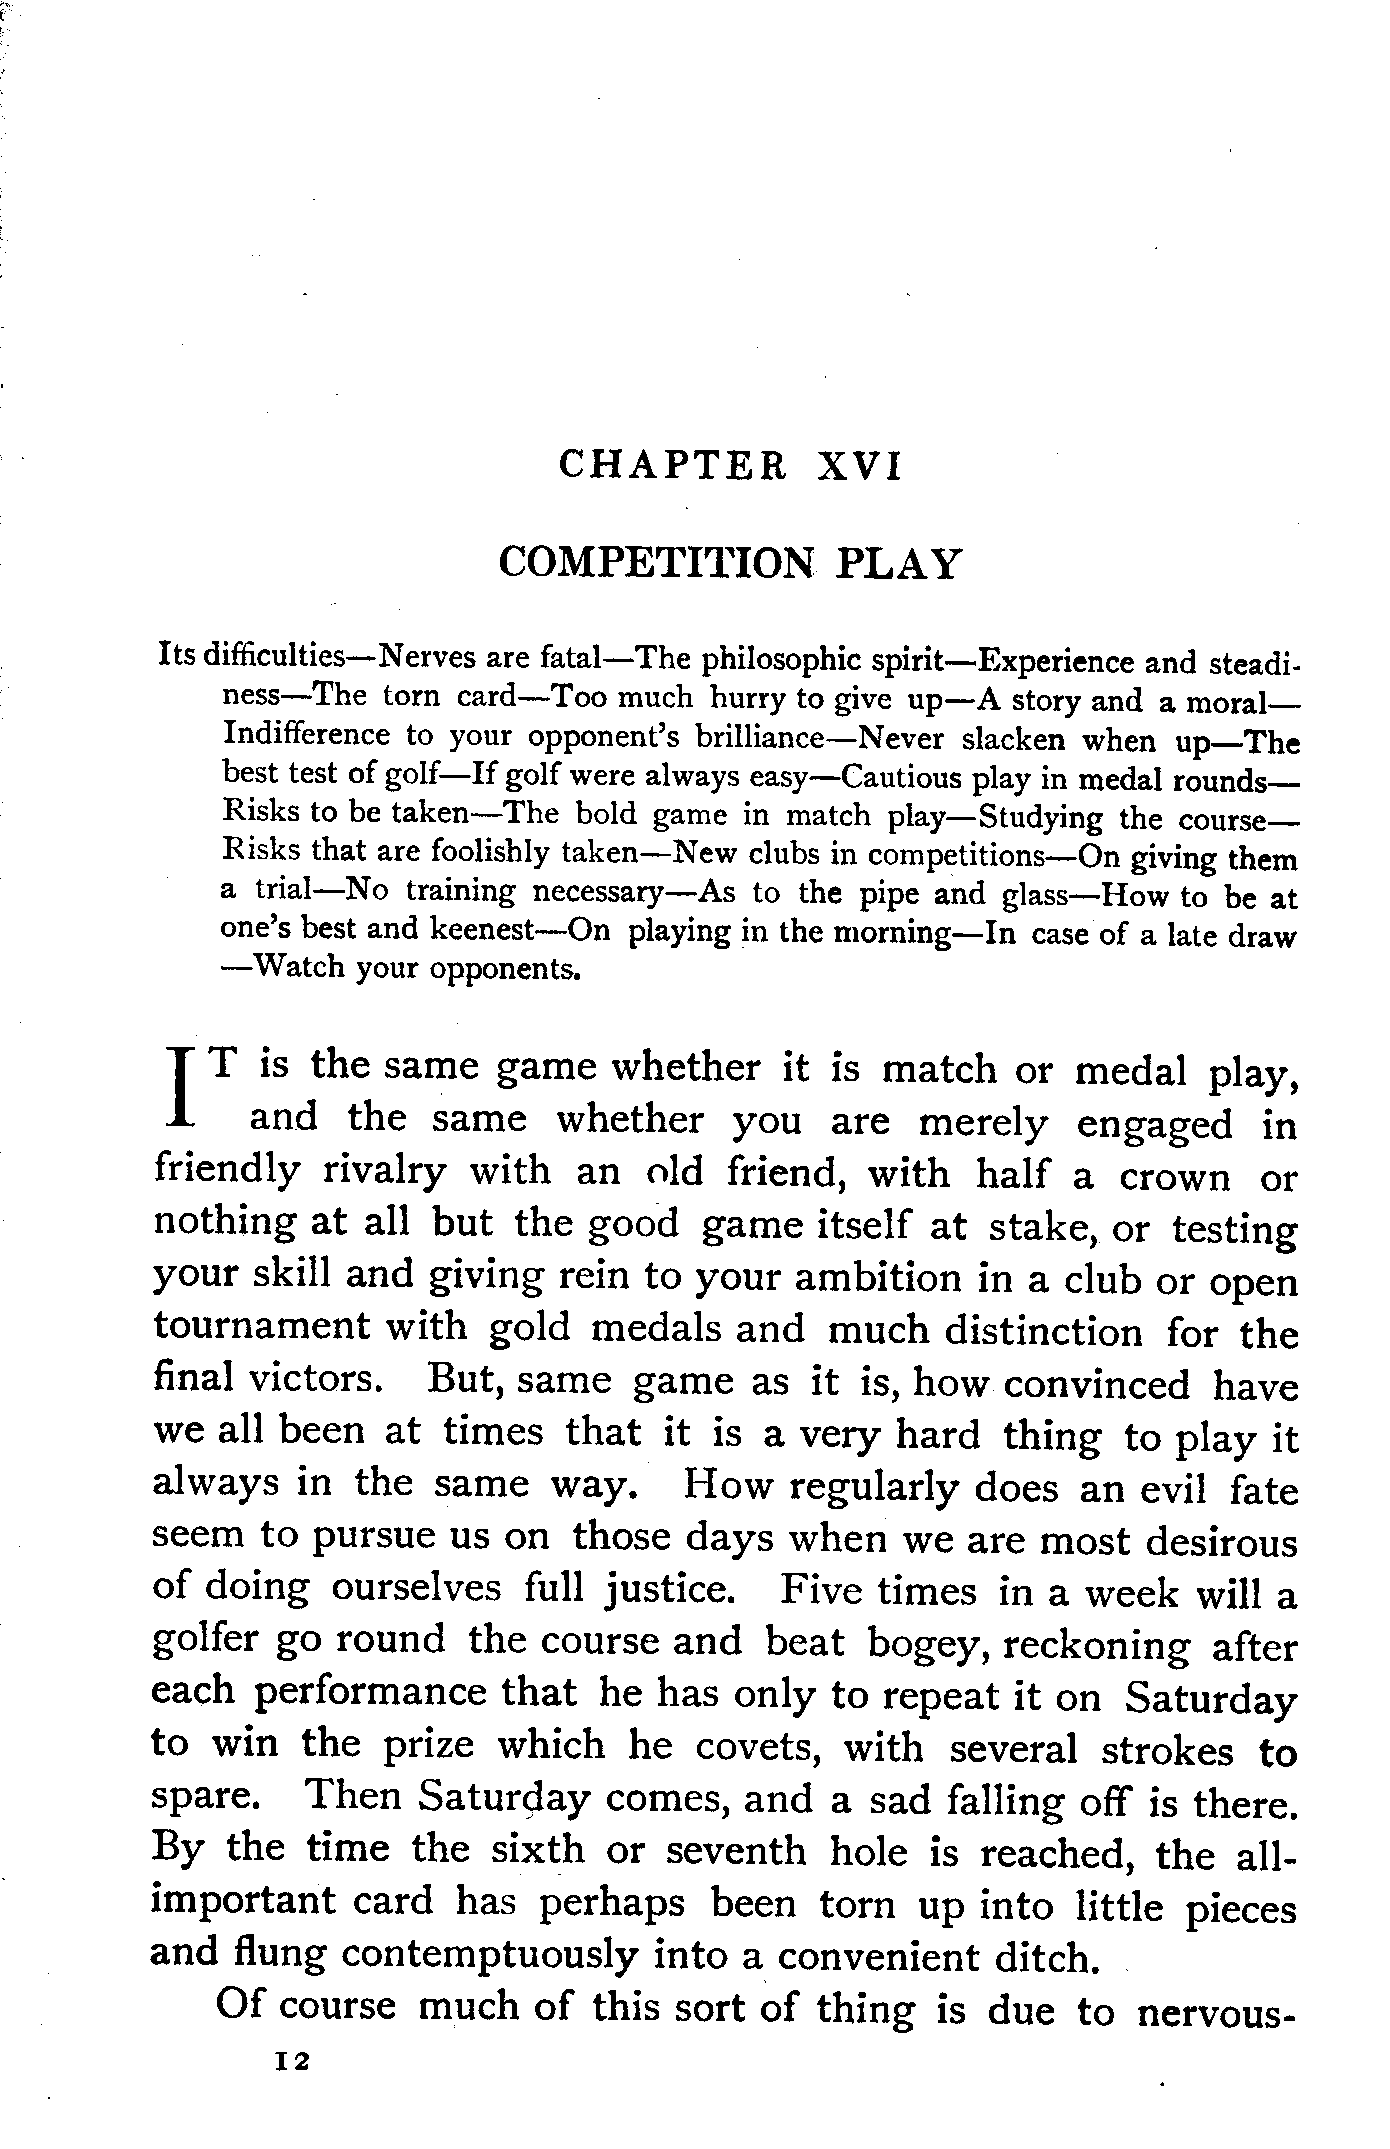 CHAPTER XVI
COMPETITION PLAY
Its difficulties—Nerves are fatal—The philosophic spirit—Experience and steadi-
ness—The torn card—Too much hurry to give up—A story and a moral—
Indifference to your opponent's brilliance—Never slacken when up—The
best test of golf—If golf were always easy—Cautious play in medal rounds—
Risks to be taken—The bold game in match play—Studying the course—
Risks that are foolishly taken—New clubs in competitions—On giving them
a trial—No training necessary—As to the pipe and glass—How to be at
one's best and keenest—On playing in the morning—In case of a late draw
—Watch your opponents.
IT is the same game whether it is match or medal play,
and the same whether you are merely engaged in
friendly rivalry with an old friend, with half a crown or
nothing at all but the good game itself at stake, or testing
your skill and giving rein to your ambition in a club or open
tournament with gold medals and much distinction for the
final victors. But, same game as it is, how convinced have
we all been at times that it is a very hard thing to play it
always in the same way. How regularly does an evil fate
seem to pursue us on those days when we are most desirous
of doing ourselves full justice. Five times in a week will a
golfer go round the course and beat bogey, reckoning after
each performance that he has only to repeat it on Saturday
to win the prize which he covets, with several strokes to
spare. Then Saturday comes, and a sad falling off is there.
By the time the sixth or seventh hole is reached, the all-
important card has perhaps been torn up into little pieces
and flung contemptuously into a convenient ditch.
Of course much of this sort of thing is due to nervous-
12